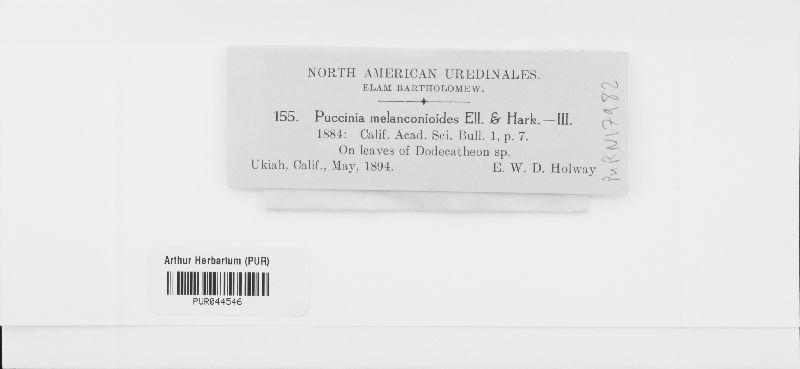 NORTH AMERICAN UREDINALES.
ELAM BARTHOLOMEW.
155. Puccinia melanconioides Ell. & Hark.—III.
1884: Calif. Acad. Sci. Bull. 1, p. 7.
On leaves of Dodecatheon sp.
Ukiah, Calif., May, 1894. E. W. D. Holway
PUR N17982
Arthur Herbarium (PUR)
PUR044546